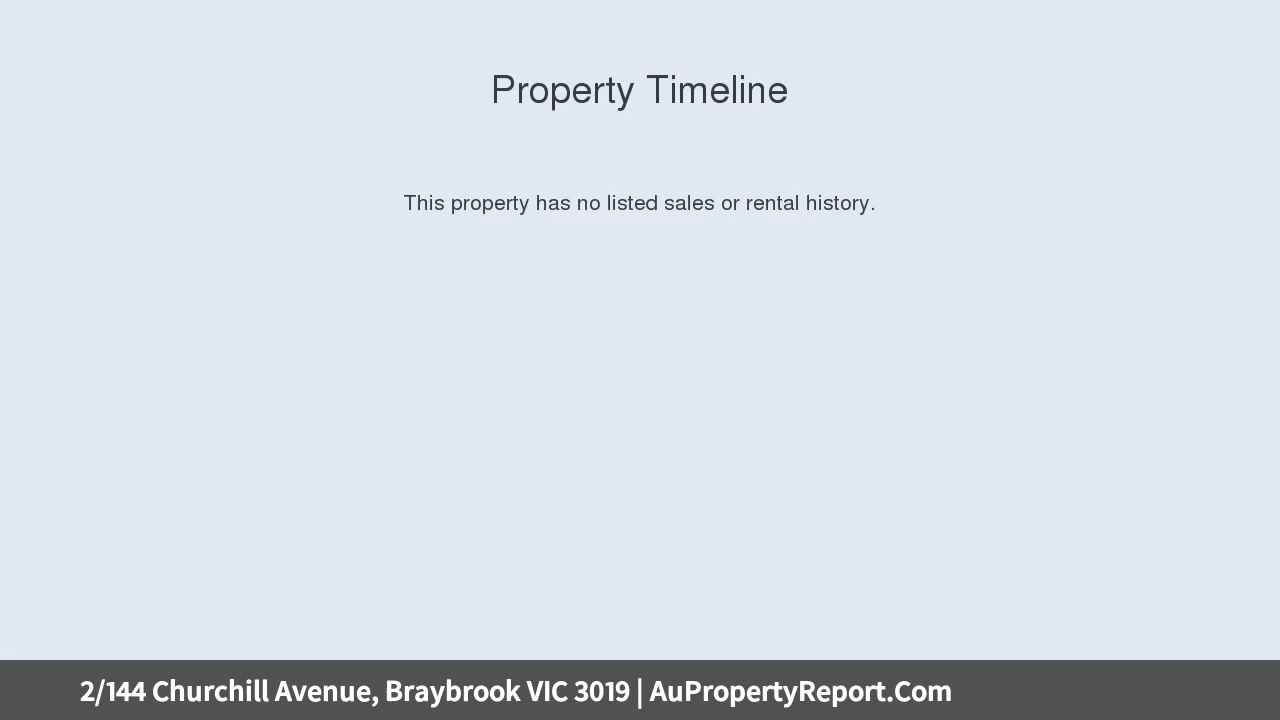 Property Timeline
This property has no listed sales or rental history.
2/144 Churchill Avenue, Braybrook VIC 3019 | AuPropertyReport.Com